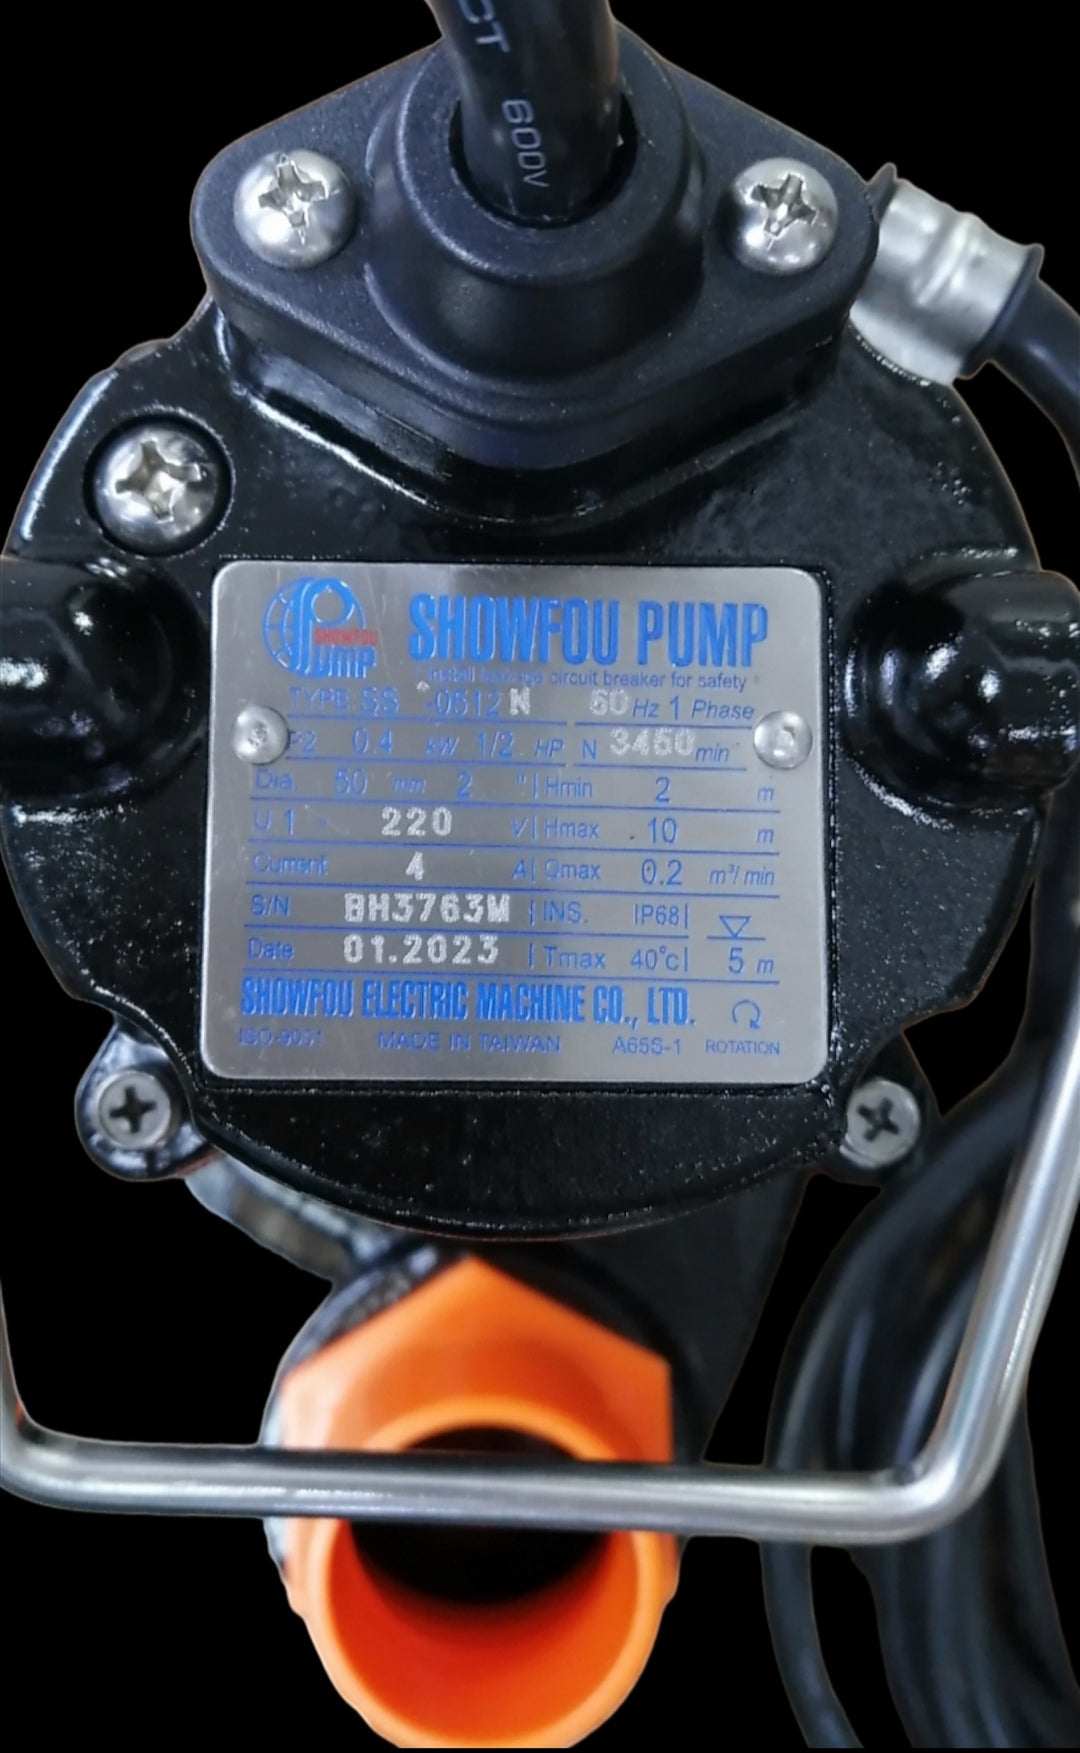 CT 600V
SHOWFOU
PUMP
SHOWFOU PUMP
install leakage circuit breaker for safety
TYPE SS -0512 N 60 Hz 1 Phase
P2 0.4 kW 1/2 HP N 3450 min⁻
Dia. 50 mm 2 " Hmin 2 m
U 1 220 V Hmax 10 m
Current 4 A Qmax 0.2 m³/min
S/N BH3763M INS. IP68
Date 01.2023 Tmax 40°c 5 m
SHOWFOU ELECTRIC MACHINE CO., LTD.
ISO-9001 MADE IN TAIWAN A65S-1 ROTATION